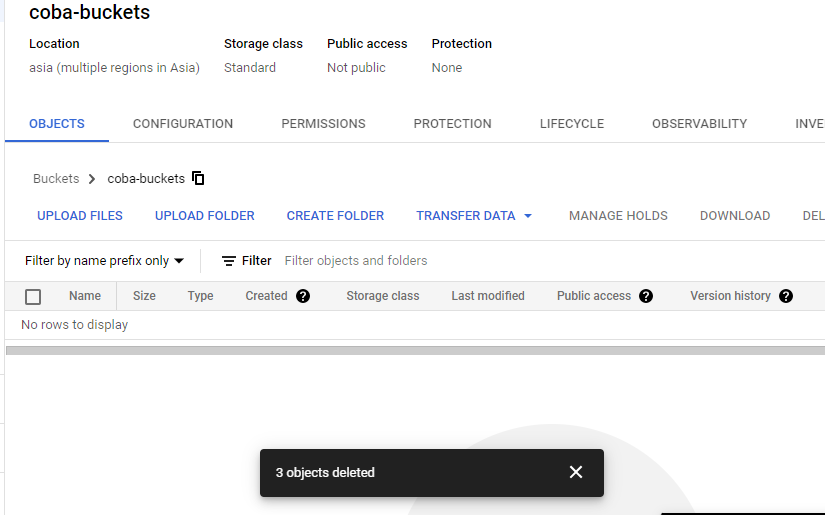 coba-buckets
Location Storage class Public access Protection
asia (multiple regions in Asia) Standard Not public None
OBJECTS CONFIGURATION PERMISSIONS PROTECTION LIFECYCLE OBSERVABILITY INVE
Buckets coba-buckets
UPLOAD FILES UPLOAD FOLDER CREATE FOLDER TRANSFER DATA MANAGE HOLDS DOWNLOAD DEL
Filter by name prefix only Filter Filter objects and folders
Name Size Type Created ? Storage class Last modified Public access ? Version history ?
No rows to display
3 objects deleted